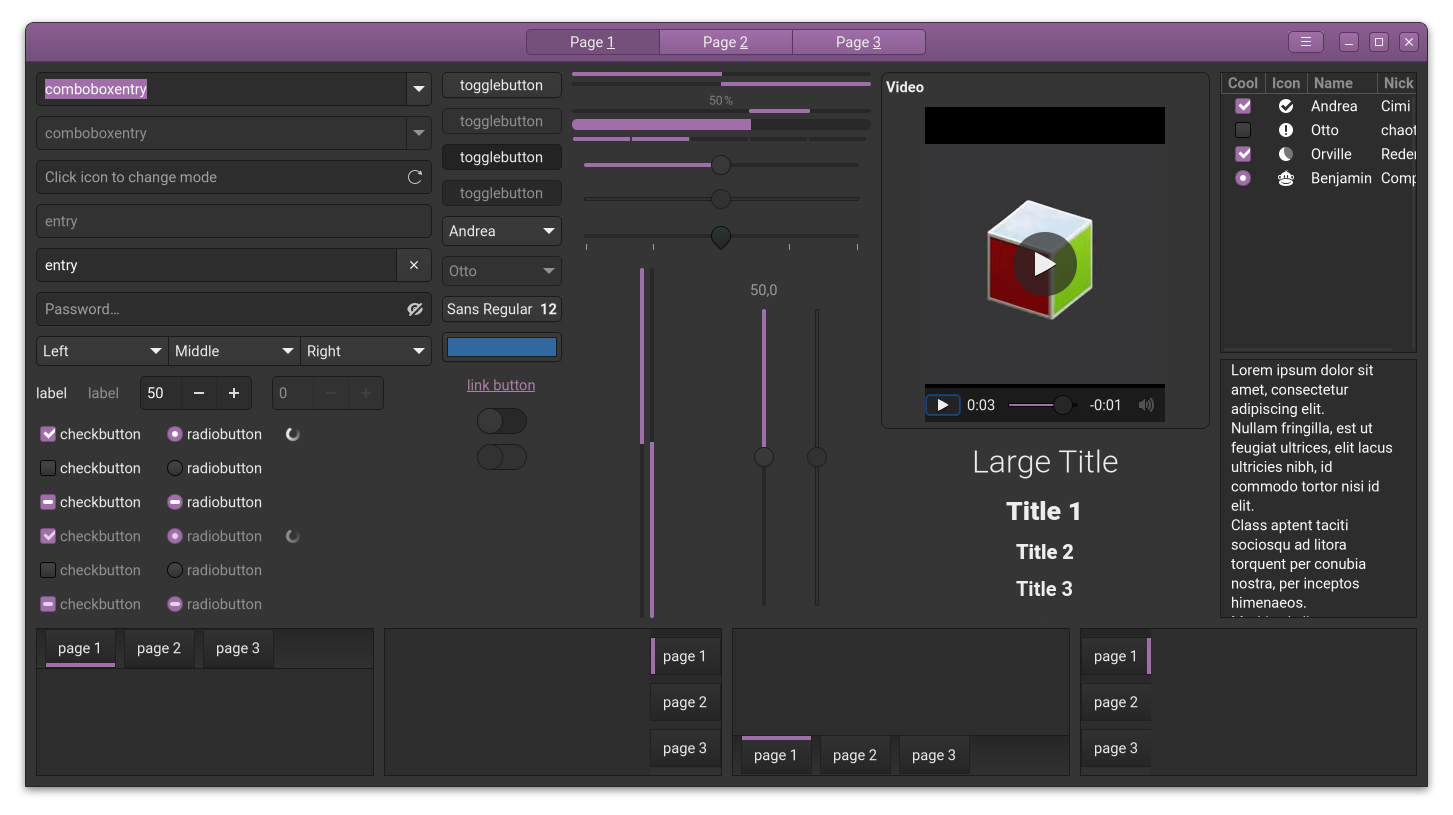 Page 1
Page 2
Page 3
comboboxentry
comboboxentry
Click icon to change mode
entry
entry
Password...
Left
Middle
Right
label
label
50
0
checkbutton
radiobutton
checkbutton
radiobutton
checkbutton
radiobutton
checkbutton
radiobutton
checkbutton
radiobutton
checkbutton
radiobutton
togglebutton
togglebutton
togglebutton
togglebutton
Andrea
Otto
Sans Regular 12
link button
50 %
50,0
Video
0:03
-0:01
Large Title
Title 1
Title 2
Title 3
Cool Icon Name Nick
Andrea Cimi
Otto chaot
Orville Reder
Benjamin Comp
Lorem ipsum dolor sit
amet, consectetur
adipiscing elit.
Nullam fringilla, est ut
feugiat ultrices, elit lacus
ultricies nibh, id
commodo tortor nisi id
elit.
Class aptent taciti
sociosqu ad litora
torquent per conubia
nostra, per inceptos
himenaeos.
page 1
page 2
page 3
page 1
page 2
page 3
page 1
page 2
page 3
page 1
page 2
page 3